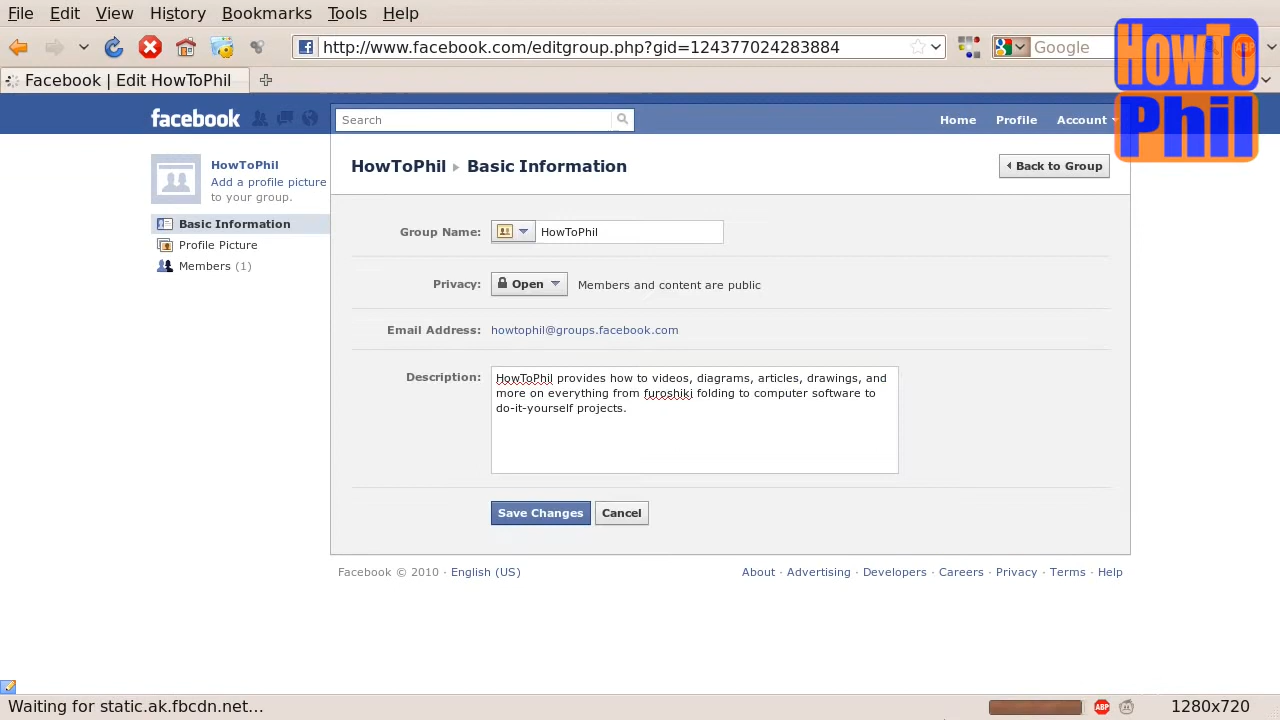 File Edit View History Bookmarks Tools Help
http://www.facebook.com/editgroup.php?gid=124377024283884
Google
ABP
HowTo
Phil
Facebook | Edit HowToPhil
facebook
Search
Home Profile Account
HowToPhil
Add a profile picture
to your group.
Basic Information
Profile Picture
Members (1)
HowToPhil Basic Information
Back to Group
Group Name: HowToPhil
Privacy: Open Members and content are public
Email Address: howtophil@groups.facebook.com
Description: HowToPhil provides how to videos, diagrams, articles, drawings, and
more on everything from furoshiki folding to computer software to
do-it-yourself projects.
Save Changes Cancel
Facebook © 2010 · English (US)
About · Advertising · Developers · Careers · Privacy · Terms · Help
Waiting for static.ak.fbcdn.net...
ABP
1280x720